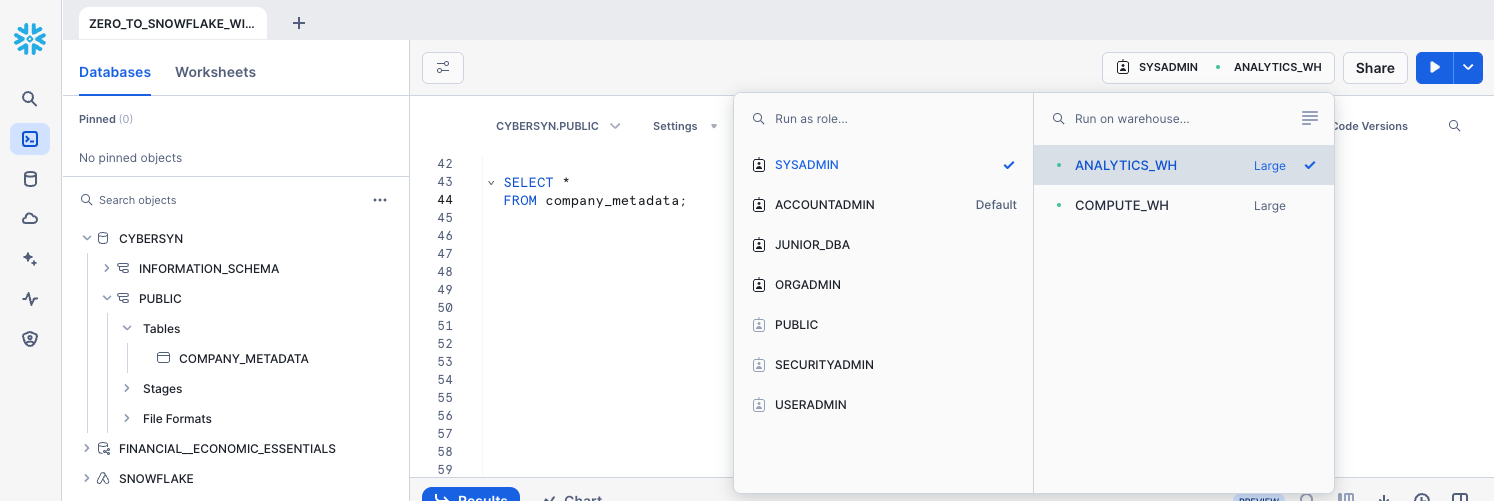 ZERO_TO_SNOWFLAKE_WI...
Databases Worksheets
SYSADMIN ANALYTICS_WH Share
Pinned (0)
No pinned objects
Search objects
CYBERSYN
INFORMATION_SCHEMA
PUBLIC
Tables
COMPANY_METADATA
Stages
File Formats
FINANCIAL__ECONOMIC_ESSENTIALS
SNOWFLAKE
CYBERSYN.PUBLIC Settings Code Versions
42
43 SELECT *
44 FROM company_metadata;
45
46
47
48
49
50
51
52
53
54
55
56
57
58
59
Run as role...
SYSADMIN
ACCOUNTADMIN Default
JUNIOR_DBA
ORGADMIN
PUBLIC
SECURITYADMIN
USERADMIN
Run on warehouse...
ANALYTICS_WH Large
COMPUTE_WH Large
Results Chart
PREVIEW